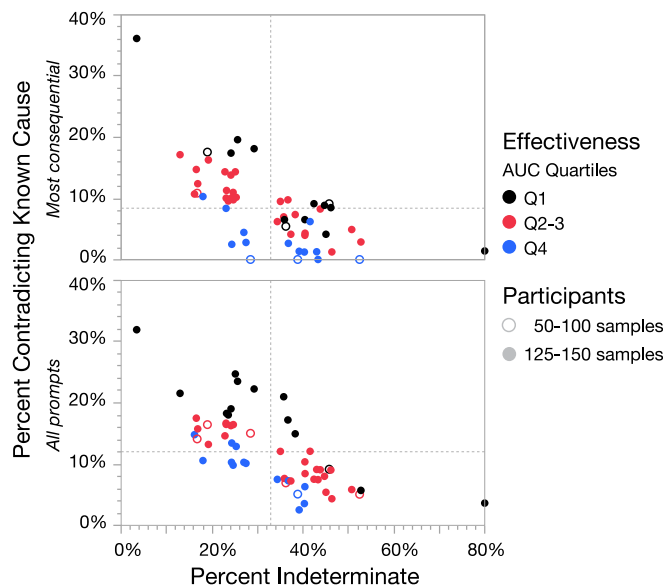 Percent Contradicting Known Cause
Most consequential
40%
30%
20%
10%
0%
All prompts
40%
30%
20%
10%
0%
0%
20%
40%
60%
80%
Percent Indeterminate
Effectiveness
AUC Quartiles
Q1
Q2-3
Q4
Participants
50-100 samples
125-150 samples